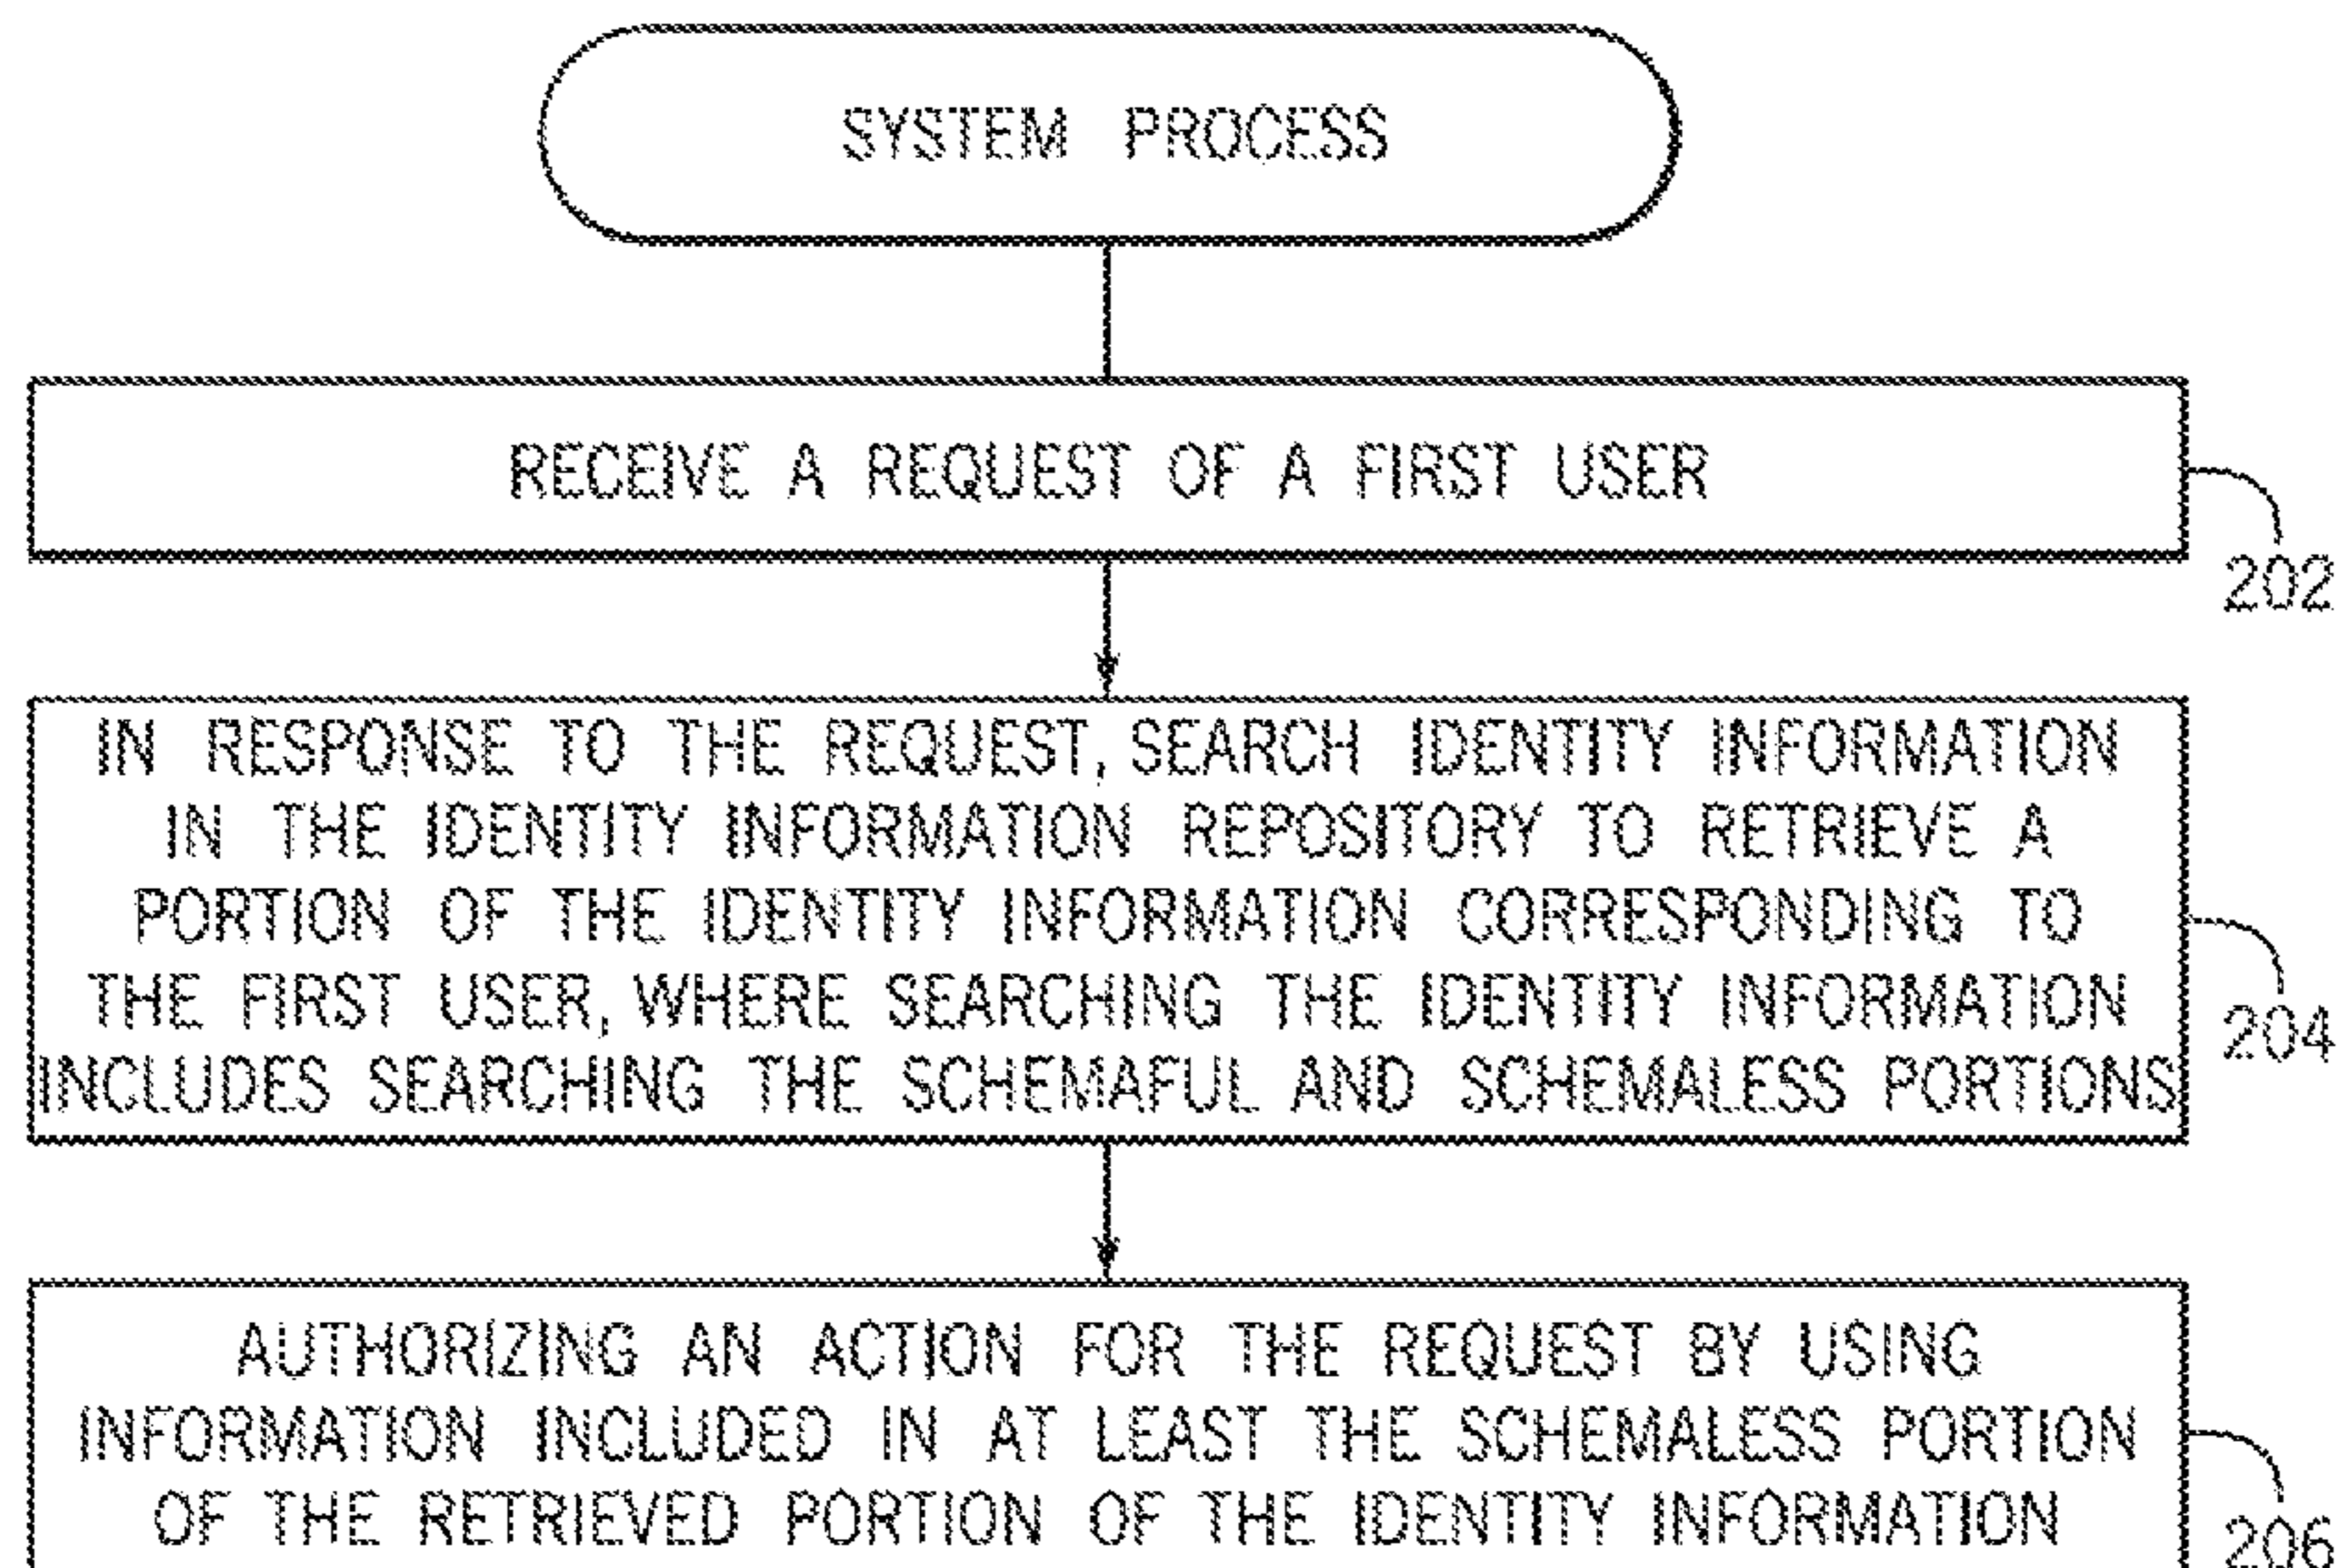 SYSTEM PROCESS
RECEIVE A REQUEST OF A FIRST USER
202
IN RESPONSE TO THE REQUEST, SEARCH IDENTITY INFORMATION
IN THE IDENTITY INFORMATION REPOSITORY TO RETRIEVE A
PORTION OF THE IDENTITY INFORMATION CORRESPONDING TO
THE FIRST USER, WHERE SEARCHING THE IDENTITY INFORMATION
INCLUDES SEARCHING THE SCHEMAFUL AND SCHEMALESS PORTIONS
204
AUTHORIZING AN ACTION FOR THE REQUEST BY USING
INFORMATION INCLUDED IN AT LEAST THE SCHEMALESS PORTION
OF THE RETRIEVED PORTION OF THE IDENTITY INFORMATION
206